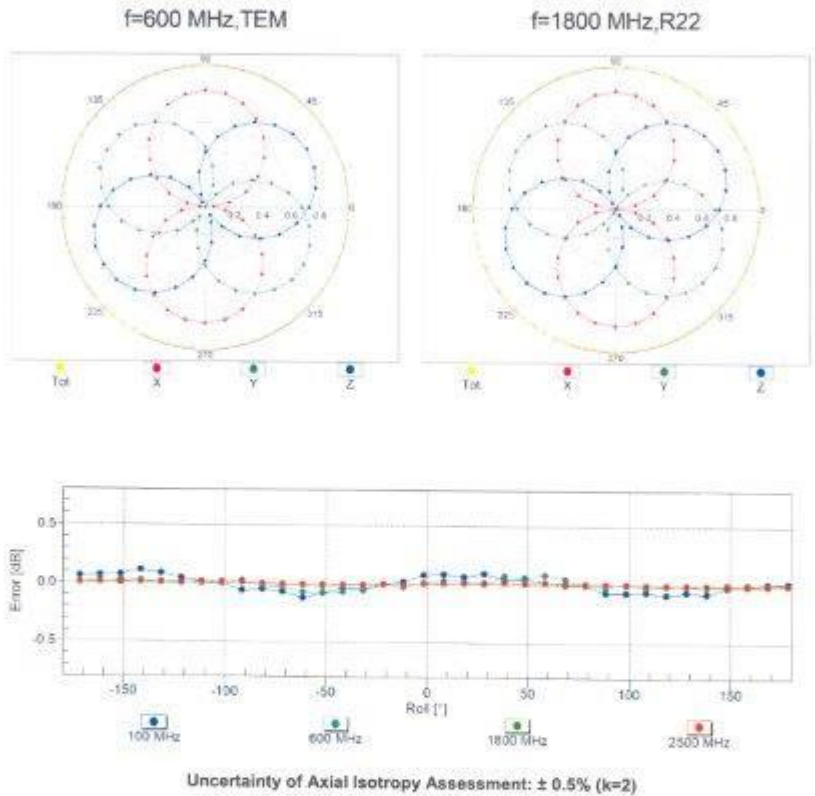 f=600 MHz,TEM
f=1800 MHz,R22
90
135
45
180
0.2 0.4 0.6 0.8
0
225
315
270
Tot
X
Y
Z
90
135
45
180
0.2 0.4 0.6 0.8
0
225
315
270
Tot
X
Y
Z
Error [dB]
0.5
0.0
-0.5
-150
-100
-50
0
50
100
150
Roll [°]
100 MHz
600 MHz
1800 MHz
2500 MHz
Uncertainty of Axial Isotropy Assessment: ± 0.5% (k=2)